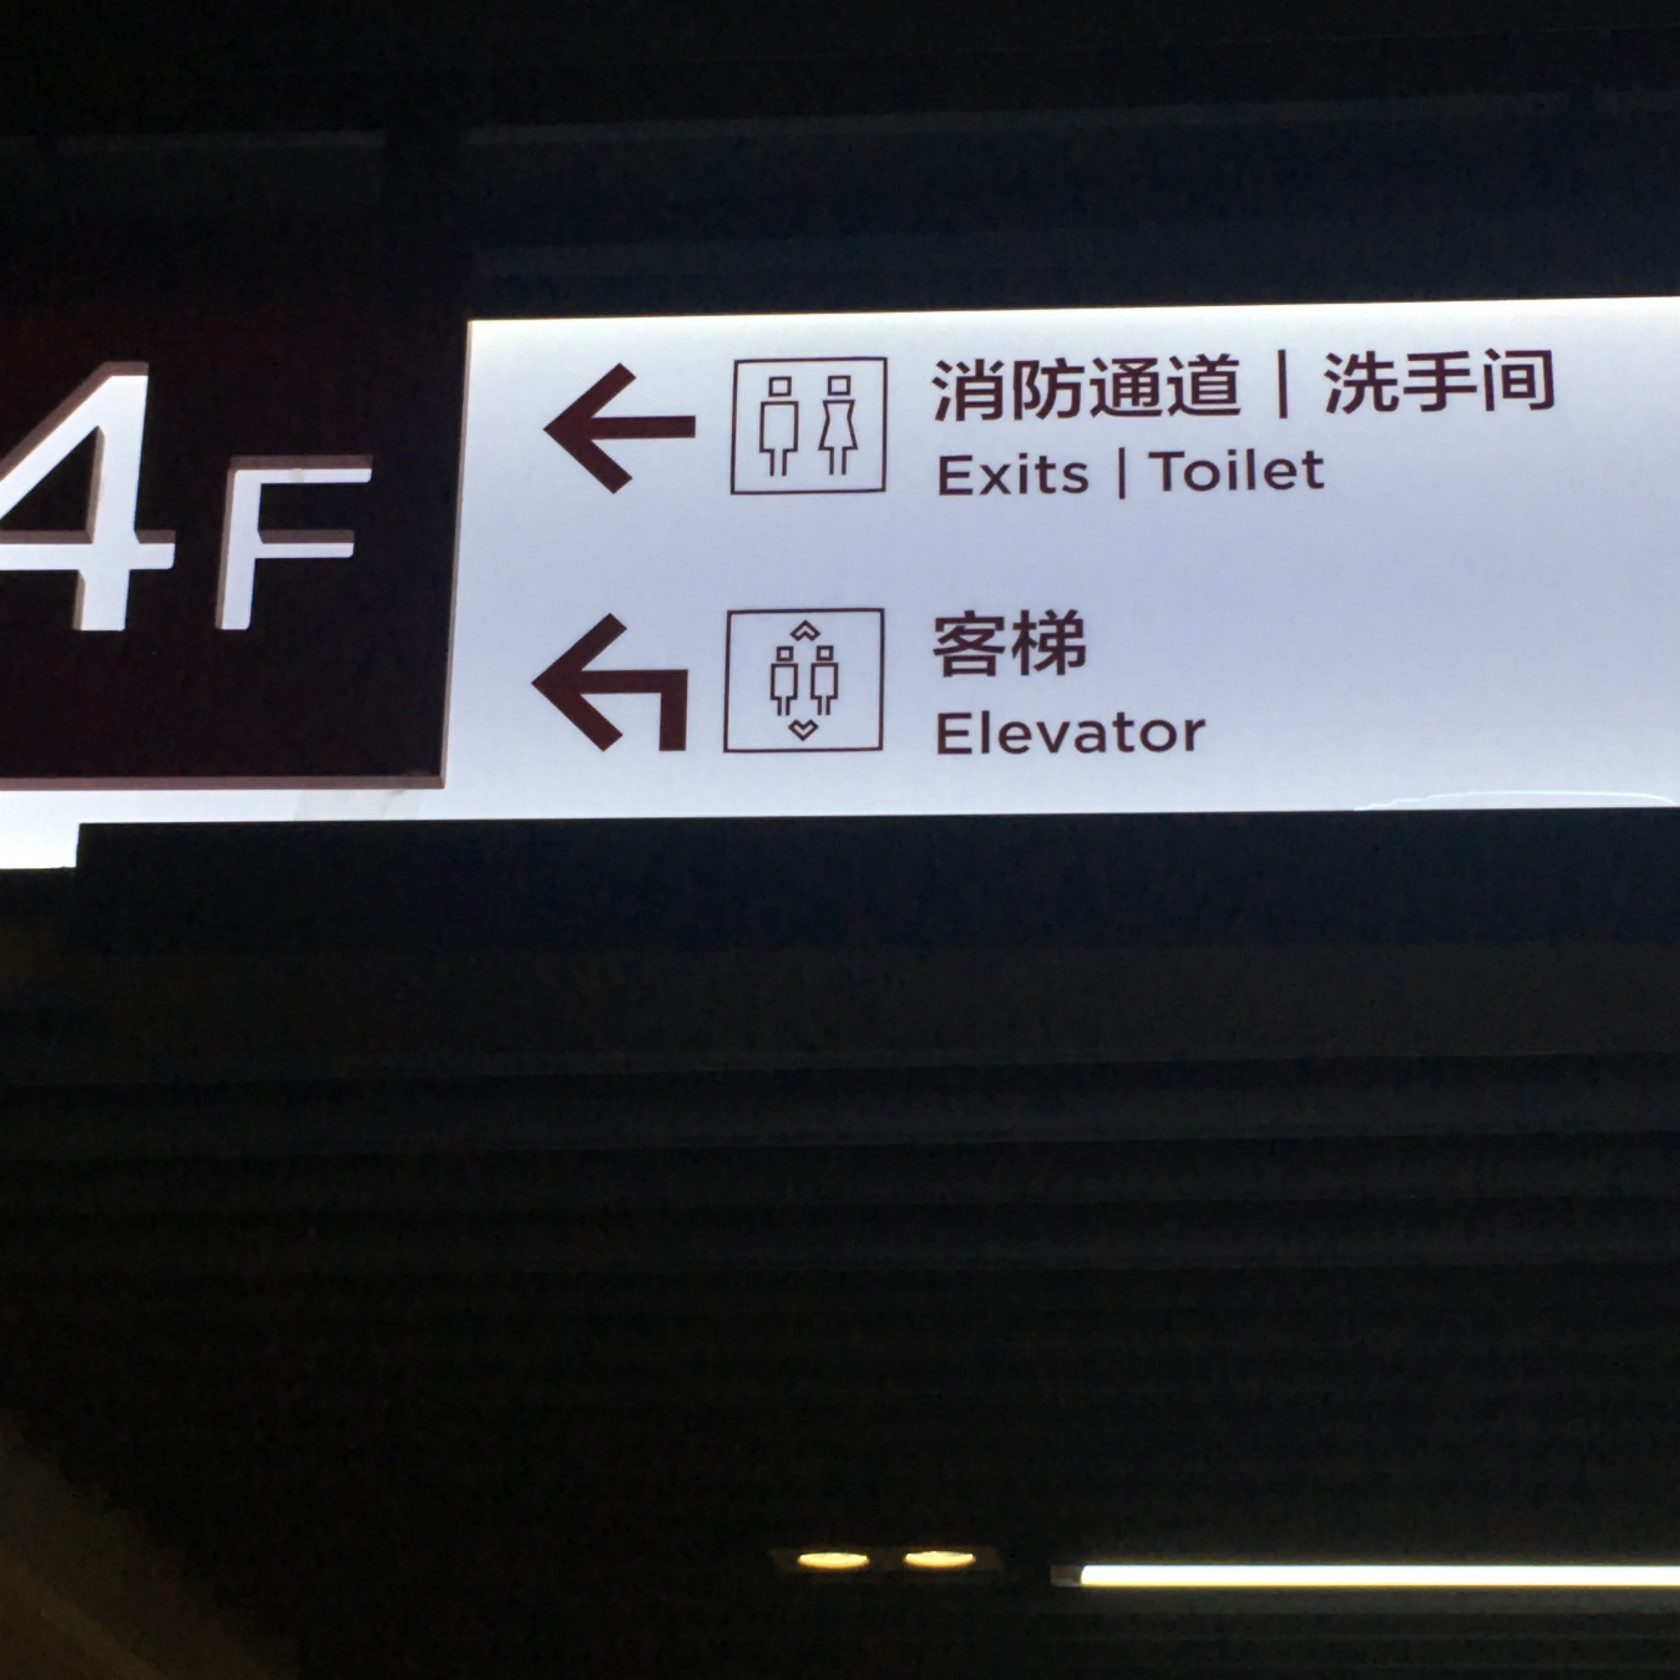 4F
消防通道 | 洗手间
Exits | Toilet
客梯
Elevator